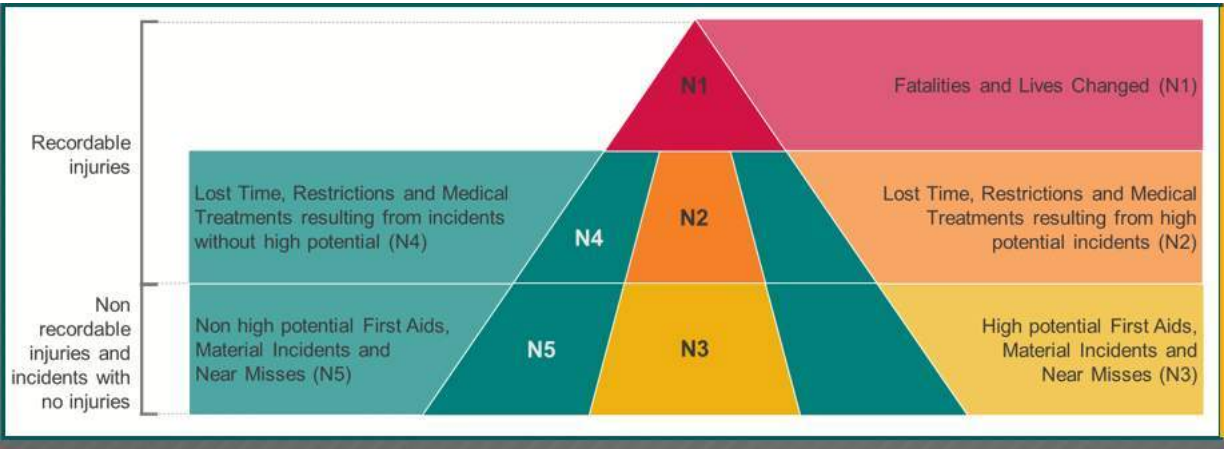 N1
Fatalities and Lives Changed (N1)
Recordable
injuries
Lost Time, Restrictions and Medical
Treatments resulting from incidents
without high potential (N4)
N4
N2
Lost Time, Restrictions and Medical
Treatments resulting from high
potential incidents (N2)
Non
recordable
injuries and
incidents with
no injuries
Non high potential First Aids,
Material Incidents and
Near Misses (N5)
N5
N3
High potential First Aids,
Material Incidents and
Near Misses (N3)